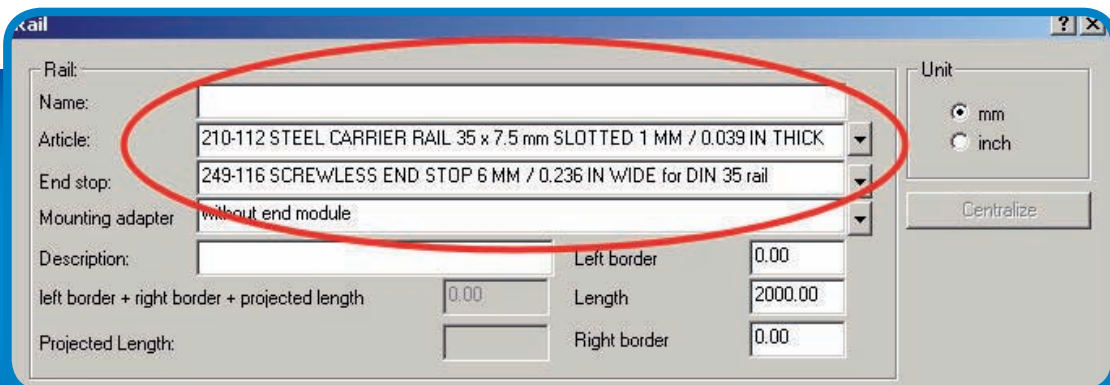 Rail
Rail:
Name:
Article: 210-112 STEEL CARRIER RAIL 35 x 7.5 mm SLOTTED 1 MM / 0.039 IN THICK
End stop: 249-116 SCREWLESS END STOP 6 MM / 0.236 IN WIDE for DIN 35 rail
Mounting adapter without end module
Description:
Left border 0.00
left border + right border + projected length 0.00
Length 2000.00
Projected Length:
Right border 0.00
Unit
mm
inch
Centralize